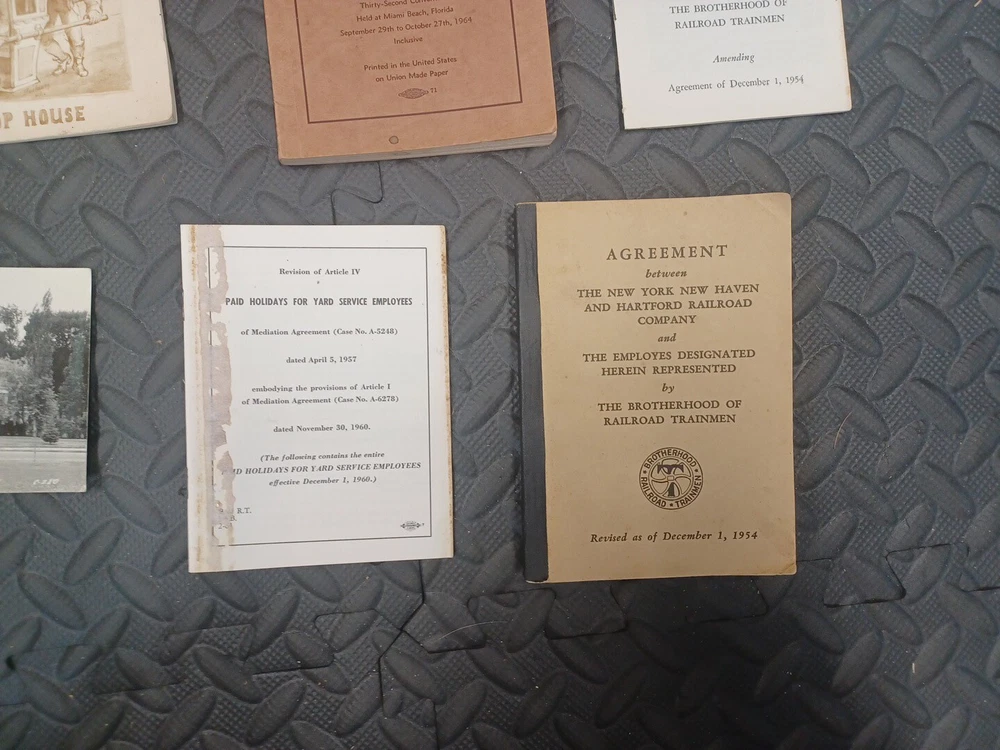 OP HOUSE
Thirty-Second
Held at Miami Beach, Florida
September 29th to October 27th, 1964
Inclusive
Printed in the United States
on Union Made Paper
THE BROTHERHOOD OF
RAILROAD TRAINMEN
Amending
Agreement of December 1, 1954
Revision of Article IV
PAID HOLIDAYS FOR YARD SERVICE EMPLOYEES
of Mediation Agreement (Case No. A-5248)
dated April 5, 1957
embodying the provisions of Article I
of Mediation Agreement (Case No. A-6278)
dated November 30, 1960.
(The following contains the entire
ID HOLIDAYS FOR YARD SERVICE EMPLOYEES
effective December 1, 1960.)
R.T.
B.
AGREEMENT
between
THE NEW YORK NEW HAVEN
AND HARTFORD RAILROAD
COMPANY
and
THE EMPLOYES DESIGNATED
HEREIN REPRESENTED
by
THE BROTHERHOOD OF
RAILROAD TRAINMEN
BROTHERHOOD
RAILROAD TRAINMEN
Revised as of December 1, 1954